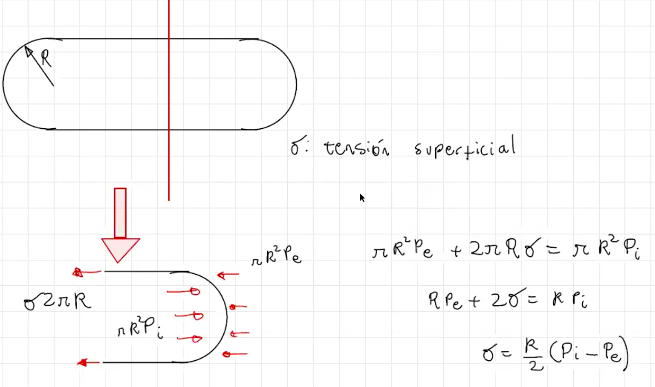 R
σ: tensión superficial
πR²Pe
σ2πR
πR²Pi
πR²Pe + 2πRσ = πR²Pi
RPe + 2σ = RPi
σ = R/2 (Pi - Pe)